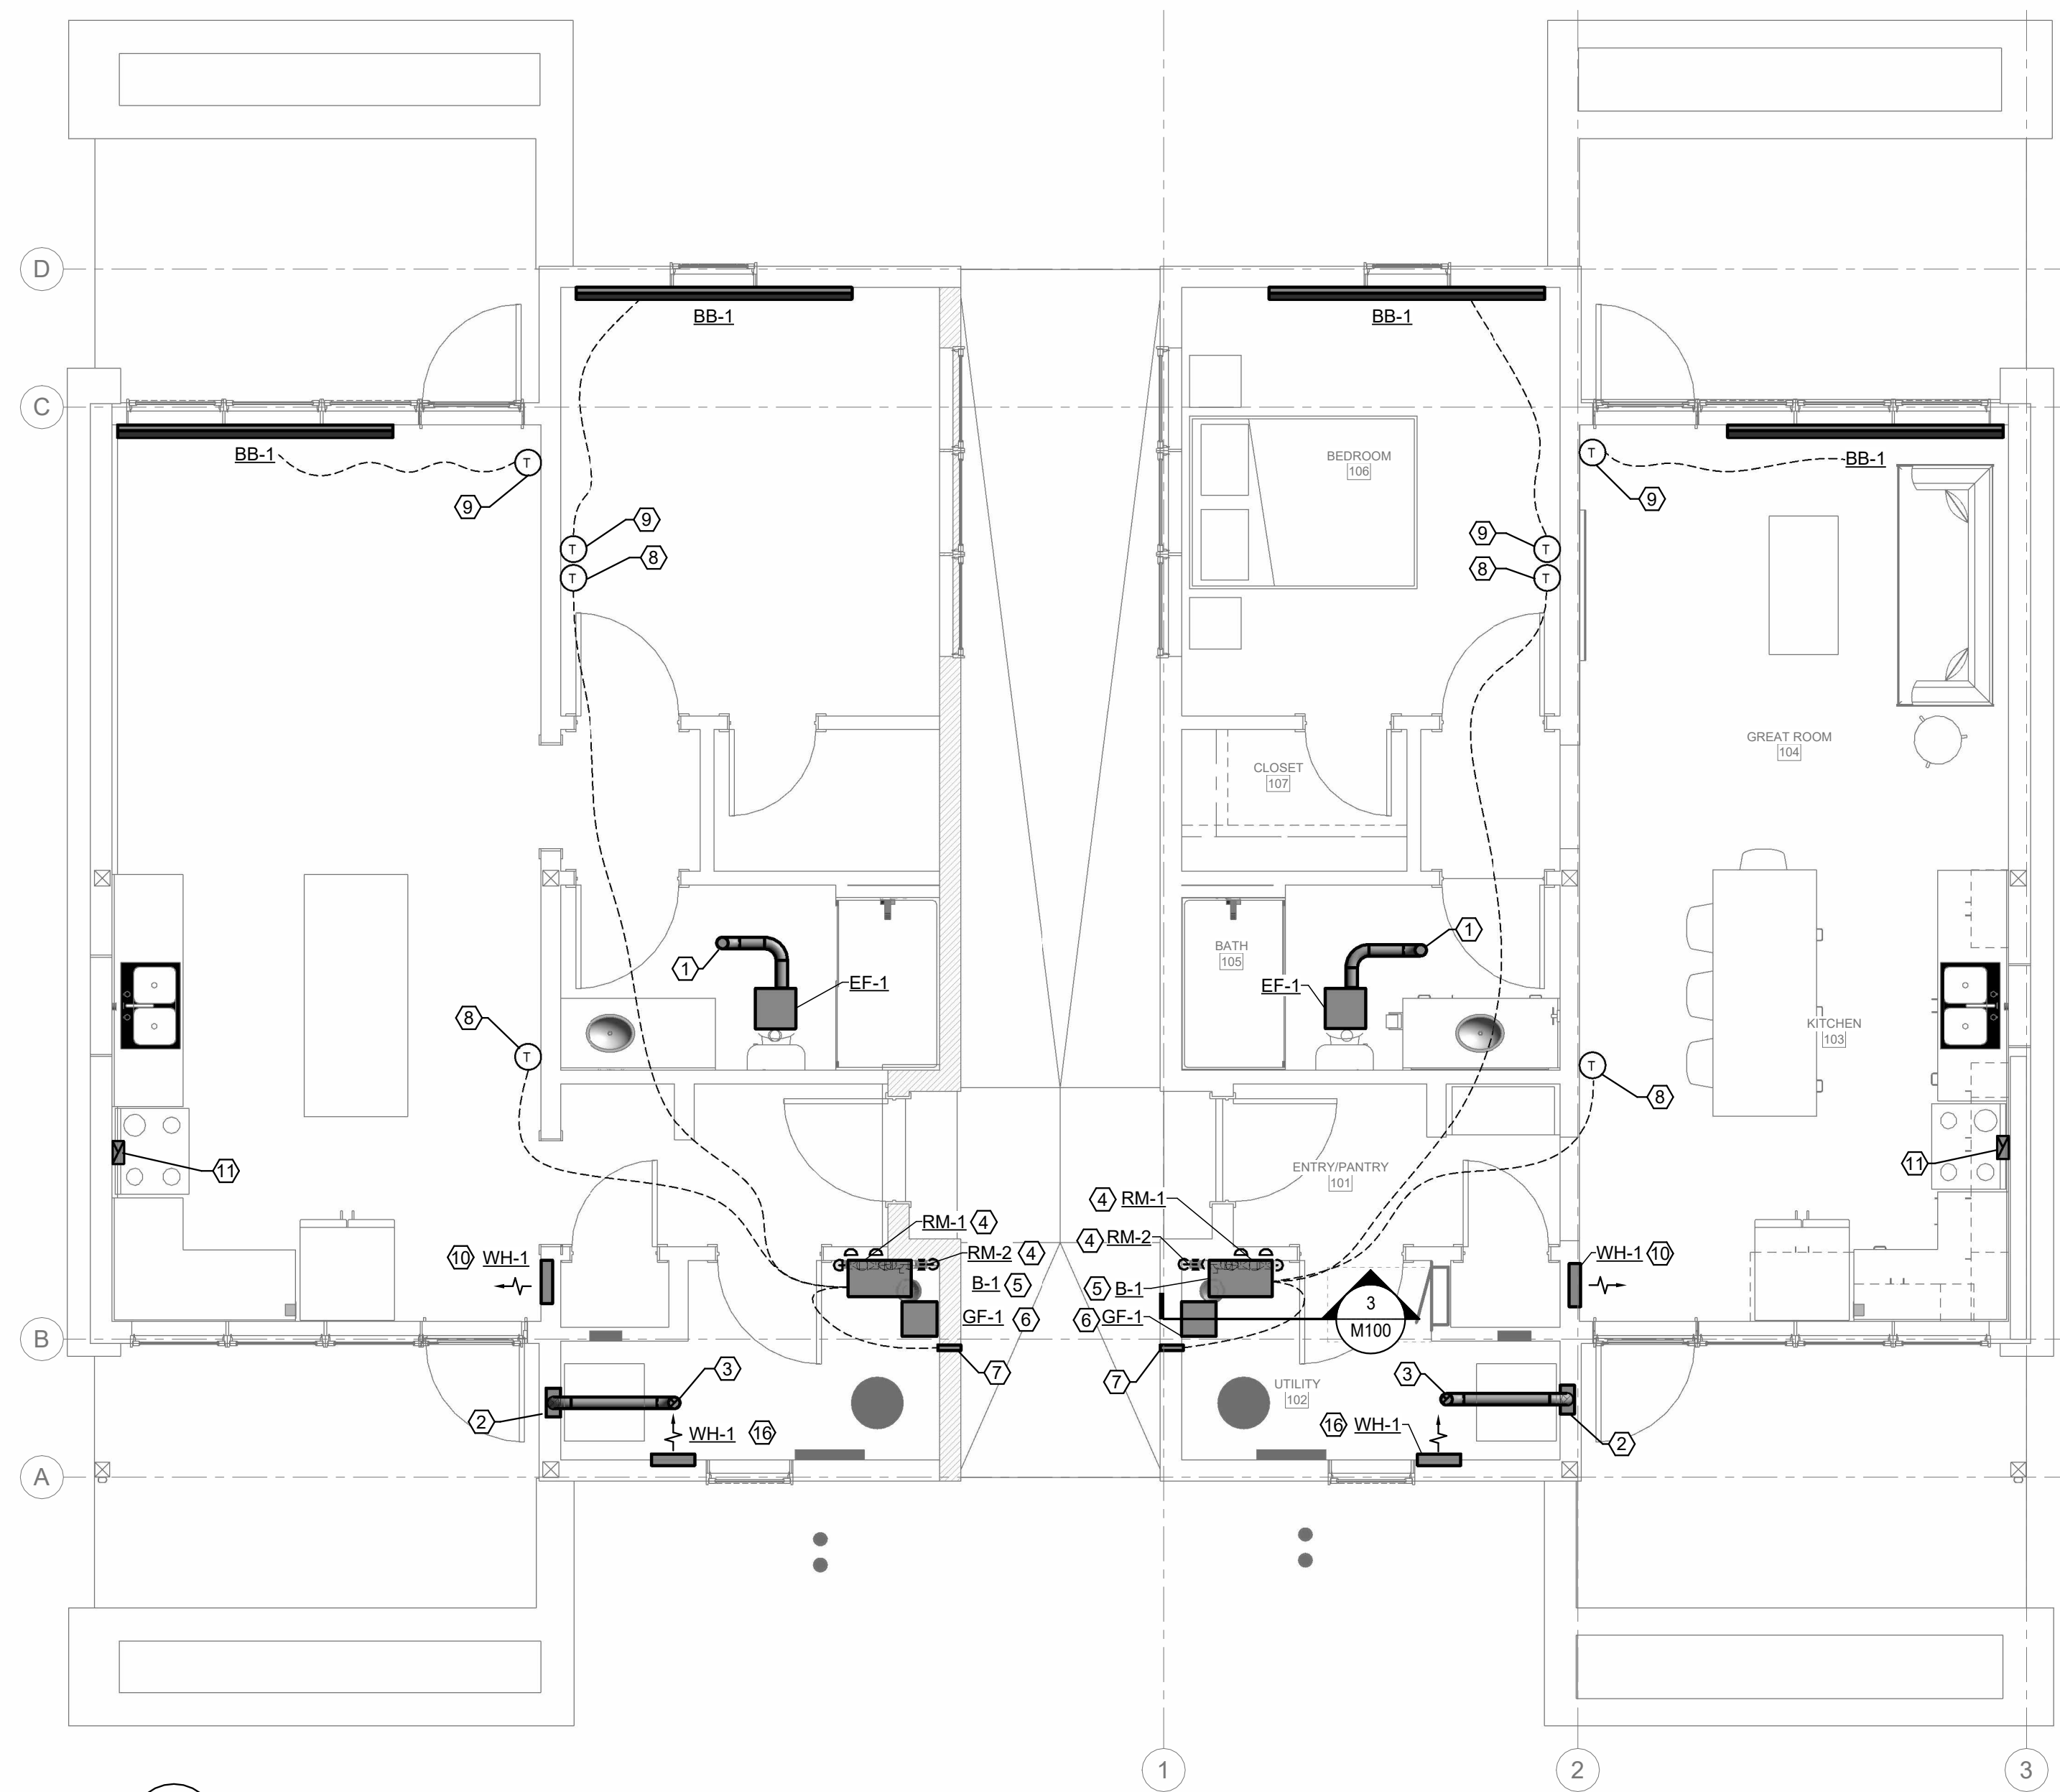 D
BB-1
BB-1
C
BB-1
T
9
BEDROOM
106
T
BB-1
9
T
9
T
8
9
T
8
T
GREAT ROOM
104
CLOSET
107
1
EF-1
BATH
105
1
EF-1
8
T
KITCHEN
103
T
8
11
11
ENTRY/PANTRY
101
RM-1 4
4 RM-1
RM-2 4
4 RM-2
10 WH-1
WH-1 10
B-1 5
5 B-1
GF-1 6
6 GF-1
3
M100
B
7
7
3
3
UTILITY
102
2
WH-1 16
16 WH-1
2
A
1
2
3